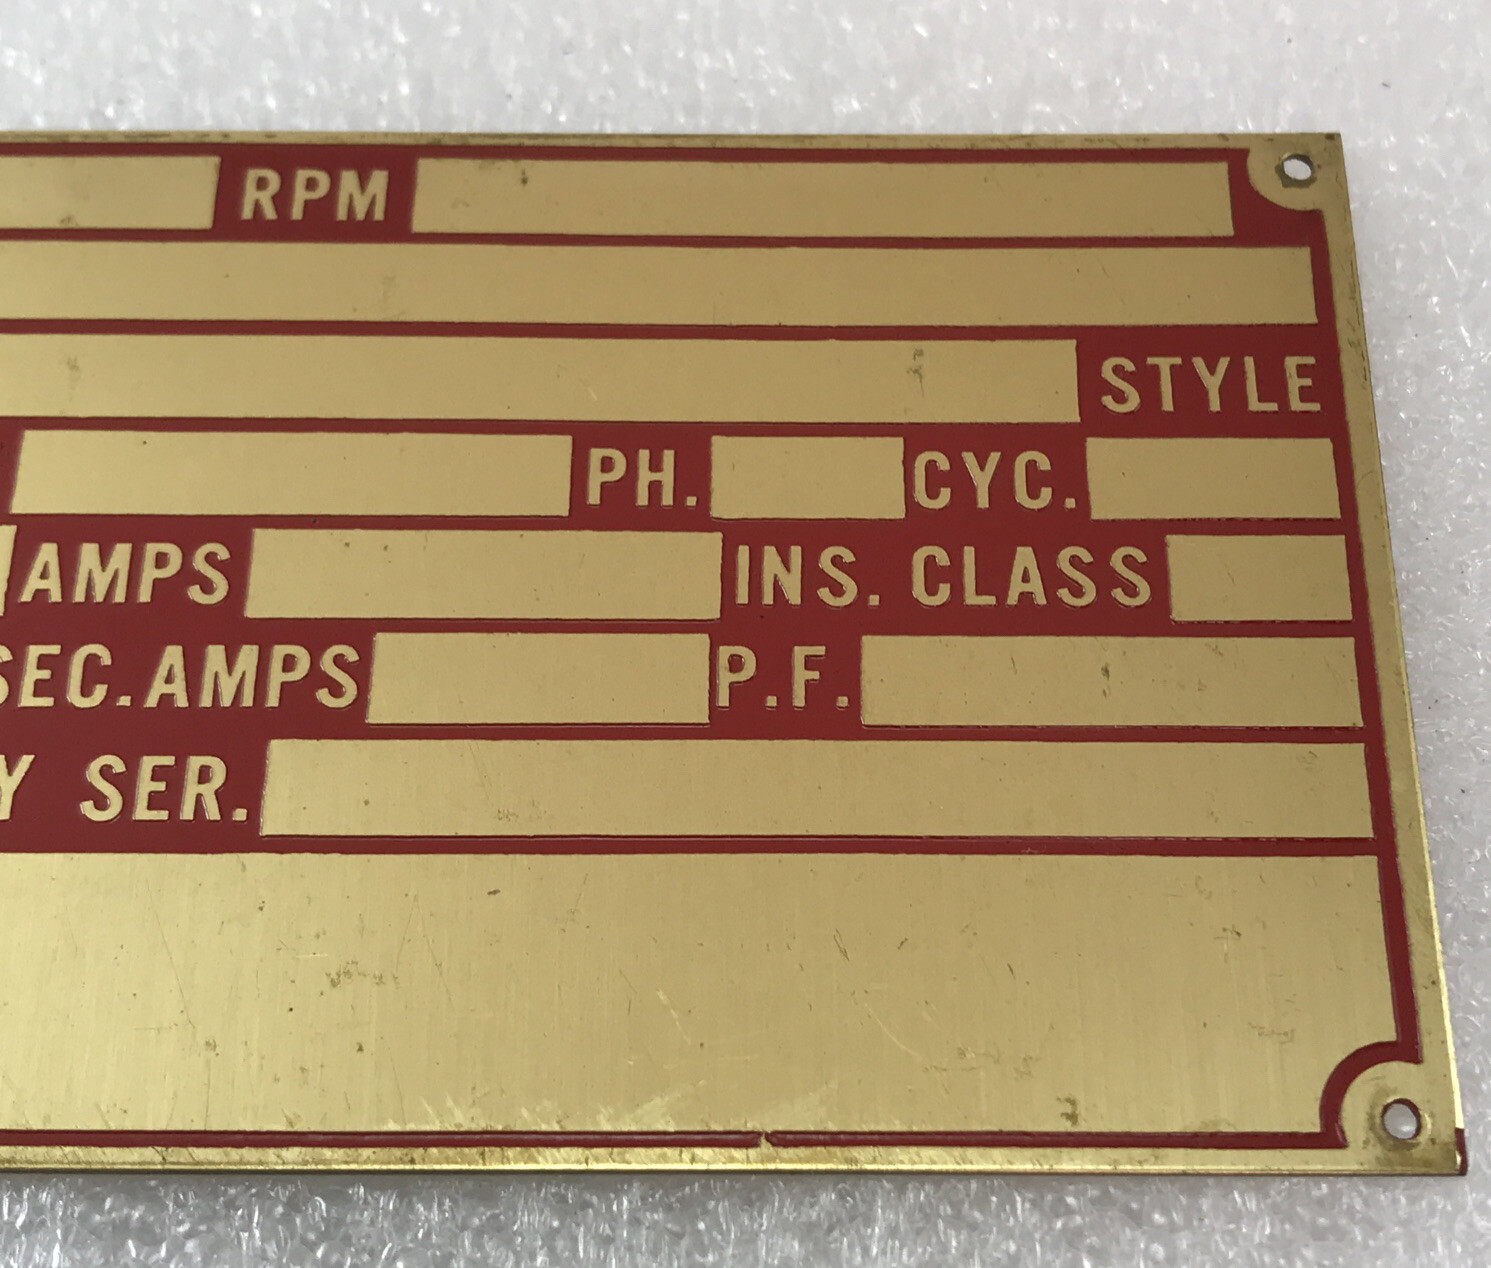 RPM
STYLE
PH. CYC.
AMPS INS. CLASS
SEC. AMPS P.F.
Y SER.